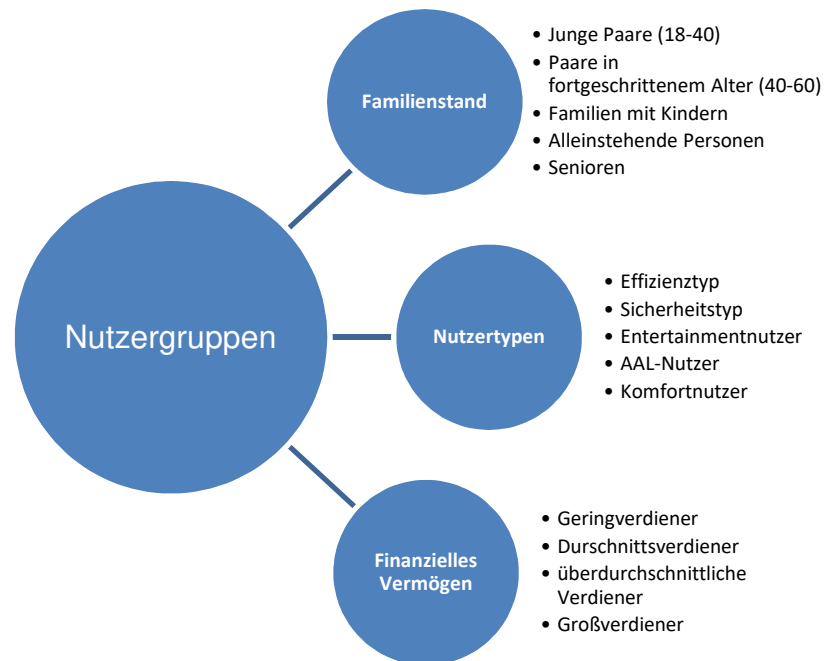 Nutzergruppen
Familienstand
• Junge Paare (18-40)
• Paare in
fortgeschrittenem Alter (40-60)
• Familien mit Kindern
• Alleinstehende Personen
• Senioren
Nutzertypen
• Effizienztyp
• Sicherheitstyp
• Entertainmentnutzer
• AAL-Nutzer
• Komfortnutzer
Finanzielles
Vermögen
• Geringverdiener
• Durschnittsverdiener
• überdurchschnittliche
Verdiener
• Großverdiener